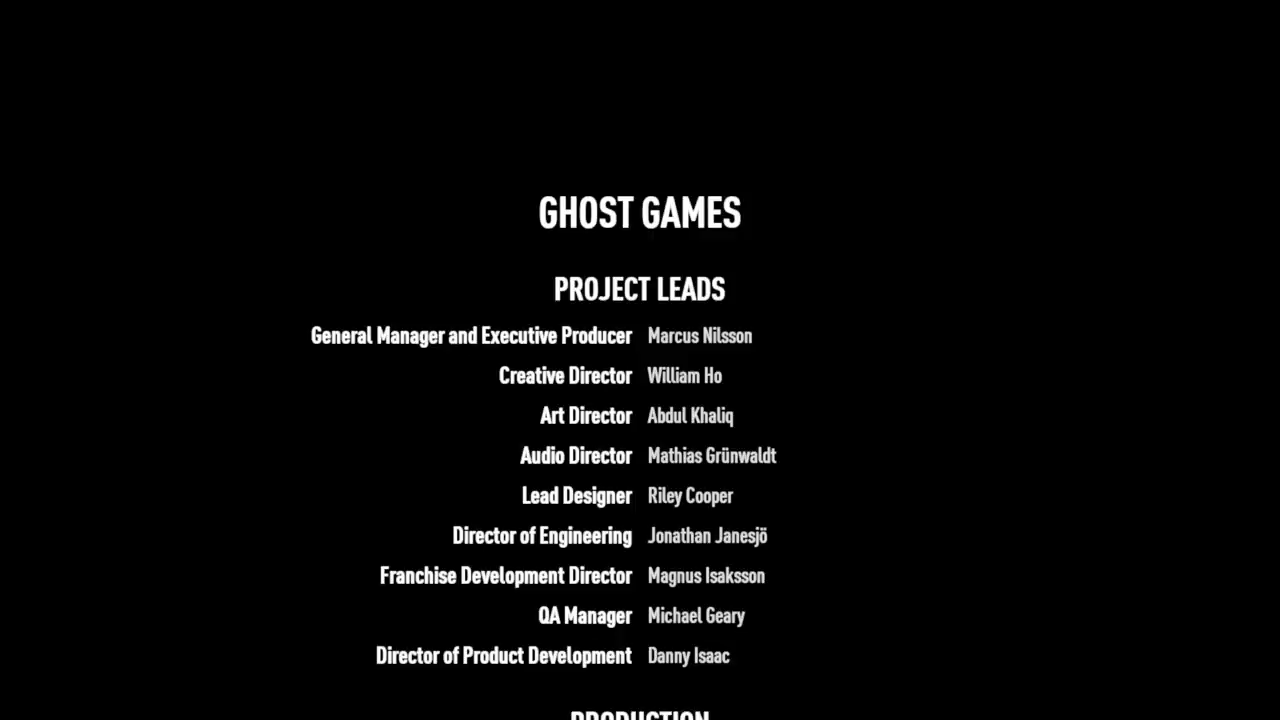 GHOST GAMES
PROJECT LEADS
General Manager and Executive Producer Marcus Nilsson
Creative Director William Ho
Art Director Abdul Khaliq
Audio Director Mathias Grünwaldt
Lead Designer Riley Cooper
Director of Engineering Jonathan Janesjö
Franchise Development Director Magnus Isaksson
QA Manager Michael Geary
Director of Product Development Danny Isaac
PRODUCTION